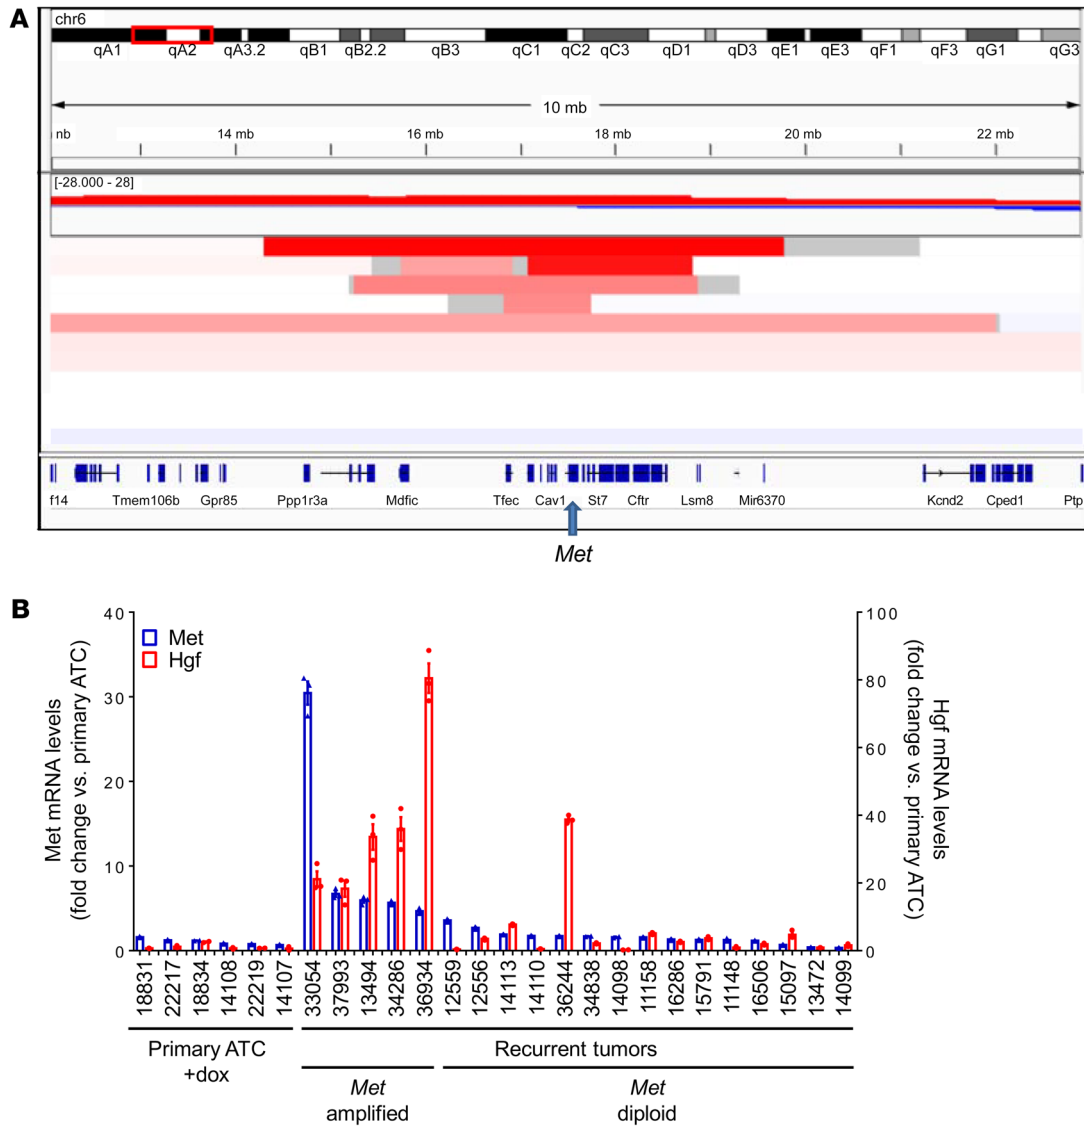 A
chr6
qA1 qA2 qA3.2 qB1 qB2.2 qB3 qC1 qC2 qC3 qD1 qD3 qE1 qE3 qF1 qF3 qG1 qG3
10 mb
nb 14 mb 16 mb 18 mb 20 mb 22 mb
[-28.000 - 28]
f14 Tmem106b Gpr85 Ppp1r3a Mdfic Tfec Cav1 St7 Cftr Lsm8 Mir6370 Kcnd2 Cped1 Ptp
Met
B
Met mRNA levels
(fold change vs. primary ATC)
40
30
20
10
0
Met
Hgf
100
80
60
40
20
0
Hgf mRNA levels
(fold change vs. primary ATC)
18831 22217 18834 14108 22219 14107 33054 37993 13494 34286 36934 12559 12556 14113 14110 36244 34838 14098 11158 16286 15791 11148 16506 15097 13472 14099
Primary ATC
+dox
Recurrent tumors
Met
amplified
Met
diploid